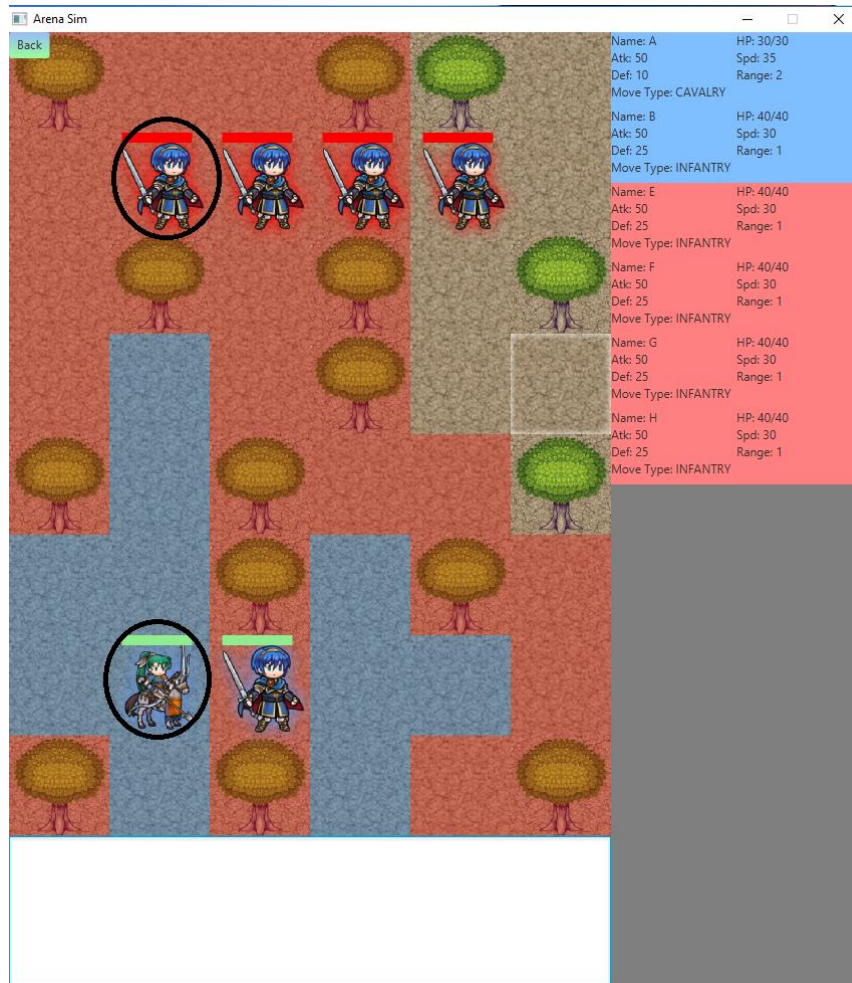 Arena Sim
Back
Name: A HP: 30/30
Atk: 50 Spd: 35
Def: 10 Range: 2
Move Type: CAVALRY
Name: B HP: 40/40
Atk: 50 Spd: 30
Def: 25 Range: 1
Move Type: INFANTRY
Name: E HP: 40/40
Atk: 50 Spd: 30
Def: 25 Range: 1
Move Type: INFANTRY
Name: F HP: 40/40
Atk: 50 Spd: 30
Def: 25 Range: 1
Move Type: INFANTRY
Name: G HP: 40/40
Atk: 50 Spd: 30
Def: 25 Range: 1
Move Type: INFANTRY
Name: H HP: 40/40
Atk: 50 Spd: 30
Def: 25 Range: 1
Move Type: INFANTRY